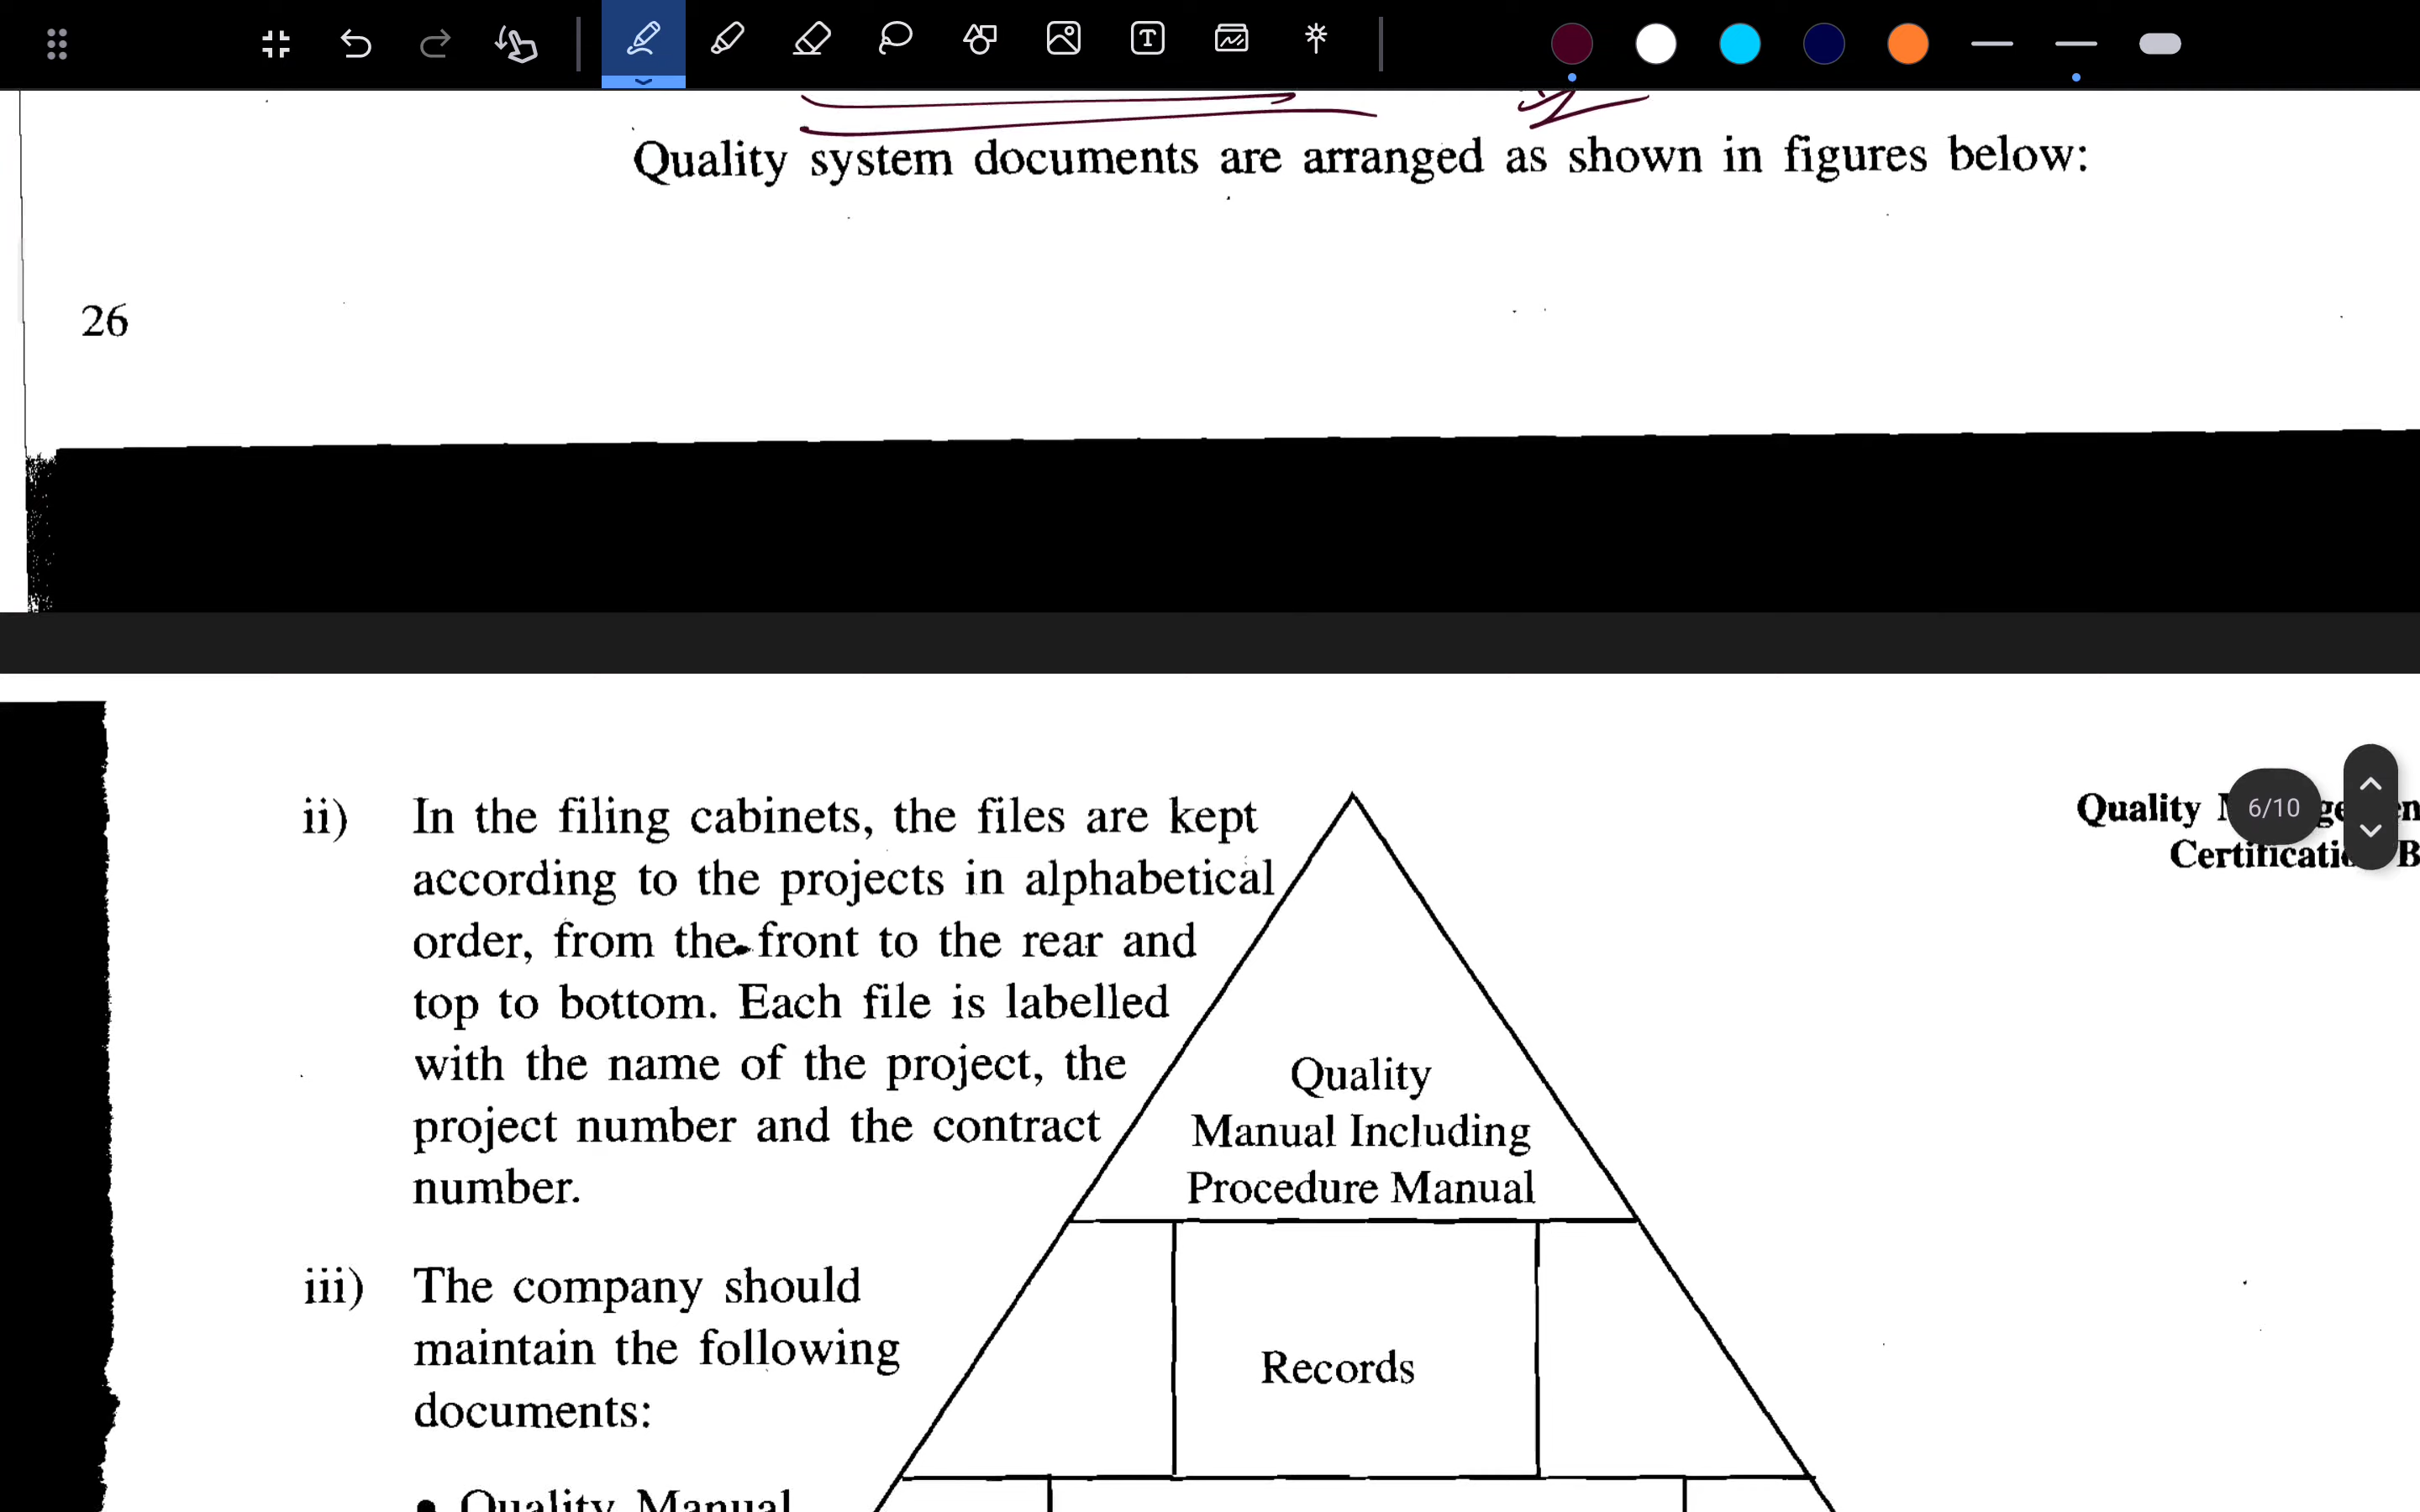 Quality system documents are arranged as shown in figures below:
26
6/10
Quality
ii) In the filing cabinets, the files are kept
according to the projects in alphabetical
order, from the front to the rear and
top to bottom. Each file is labelled
with the name of the project, the
project number and the contract
number.
iii) The company should
maintain the following
documents:
• Quality Manual
Quality
Manual Including
Procedure Manual
Records